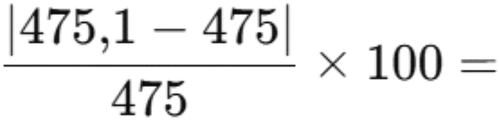 |475,1 − 475|
475
× 100 =